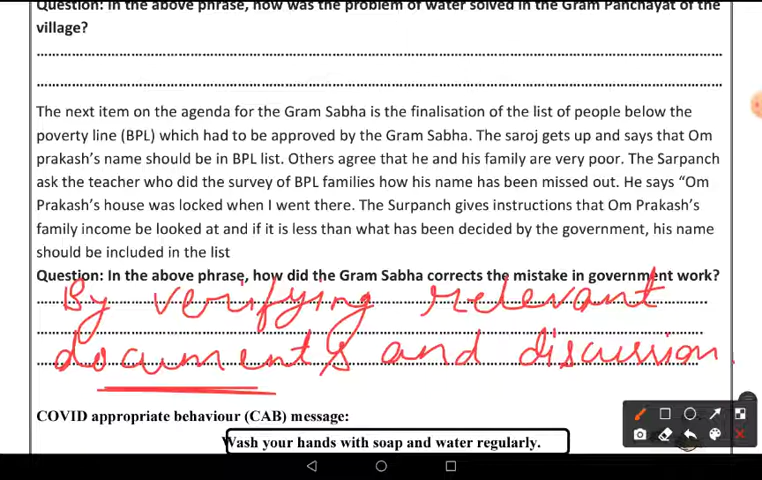 Question: In the above phrase, how was the problem of water solved in the Gram Panchayat of the
village?
The next item on the agenda for the Gram Sabha is the finalisation of the list of people below the
poverty line (BPL) which had to be approved by the Gram Sabha. The saroj gets up and says that Om
prakash's name should be in BPL list. Others agree that he and his family are very poor. The Sarpanch
ask the teacher who did the survey of BPL families how his name has been missed out. He says "Om
Prakash's house was locked when I went there. The Surpanch gives instructions that Om Prakash's
family income be looked at and if it is less than what has been decided by the government, his name
should be included in the list
Question: In the above phrase, how did the Gram Sabha corrects the mistake in government work?
By verifying relevant
documents and discussion.
COVID appropriate behaviour (CAB) message:
Wash your hands with soap and water regularly.